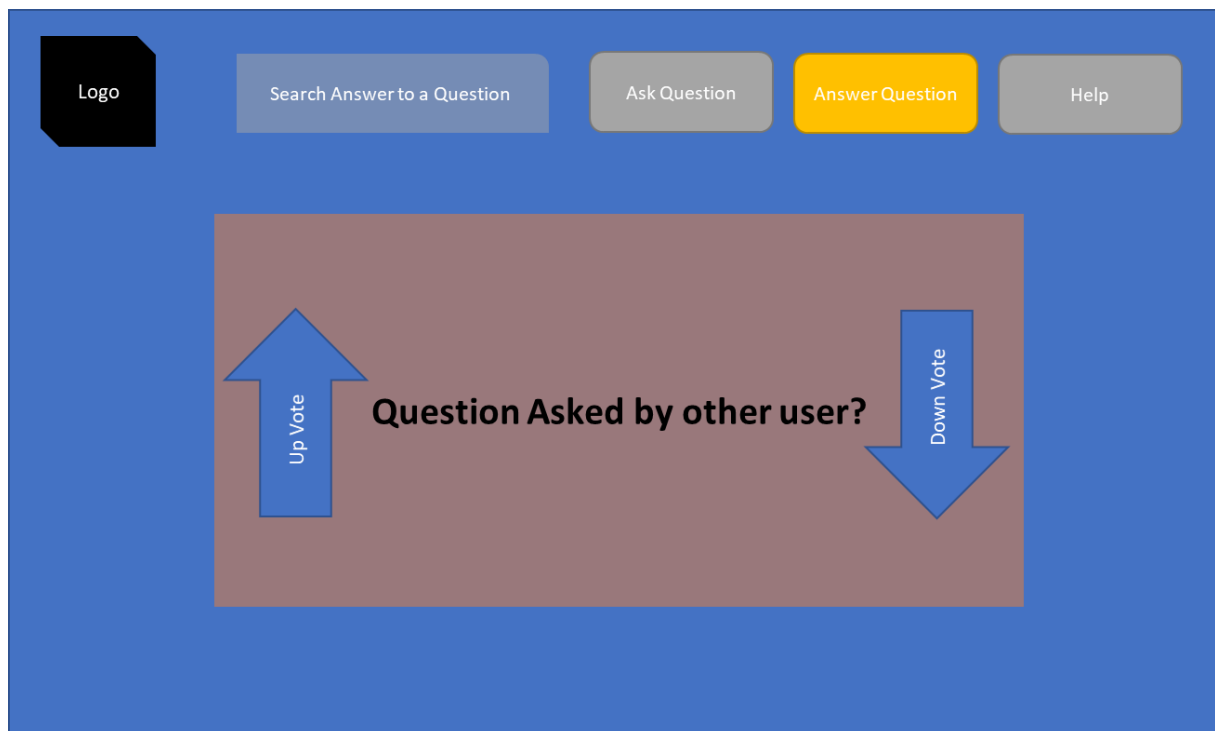 Logo
Search Answer to a Question
Ask Question
Answer Question
Help
Up Vote
Question Asked by other user?
Down Vote